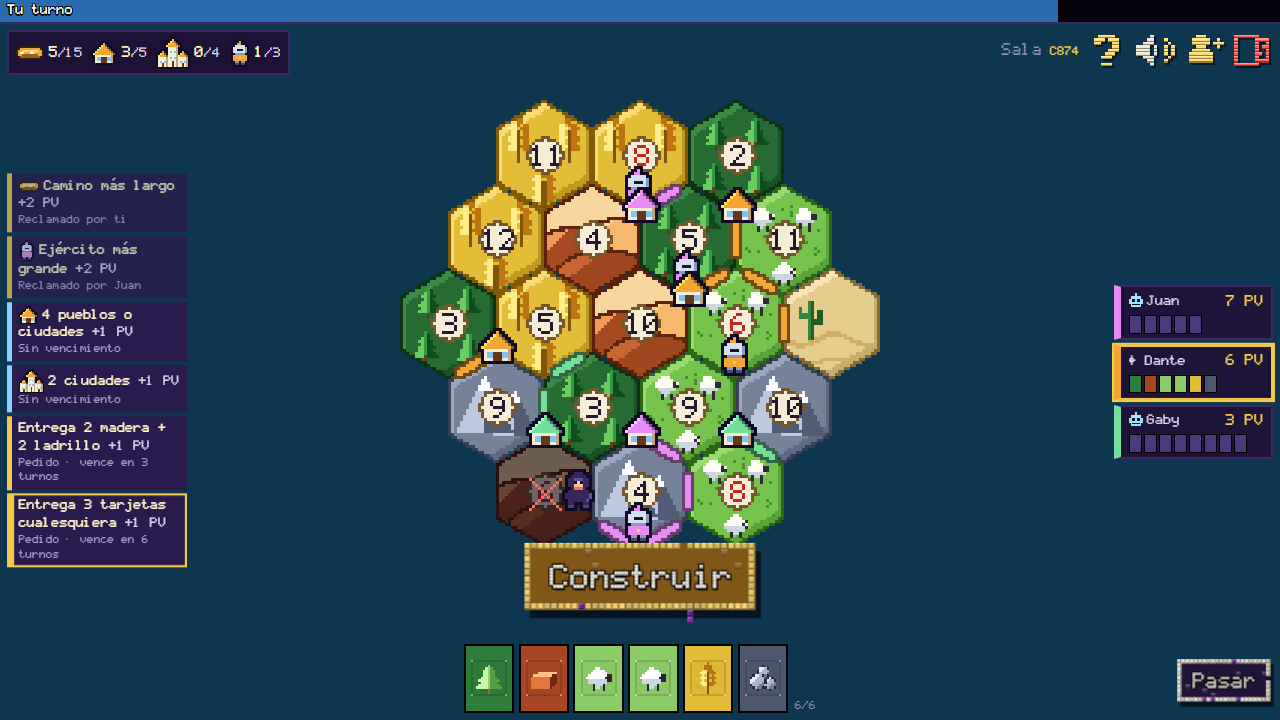 Tu turno
5/15 3/5 0/4 1/3
Sala C874
Camino más largo
+2 PV
Reclamado por ti
Ejército más
grande +2 PV
Reclamado por Juan
4 pueblos o
ciudades +1 PV
Sin vencimiento
2 ciudades +1 PV
Sin vencimiento
Entrega 2 madera +
2 ladrillo +1 PV
Pedido · vence en 3
turnos
Entrega 3 tarjetas
cualesquiera +1 PV
Pedido · vence en 6
turnos
11 8 2
12 4 5 11
3 5 10 6
9 3 9 10
4 8
Juan 7 PV
Dante 6 PV
Gaby 3 PV
Construir
6/6
Pasar